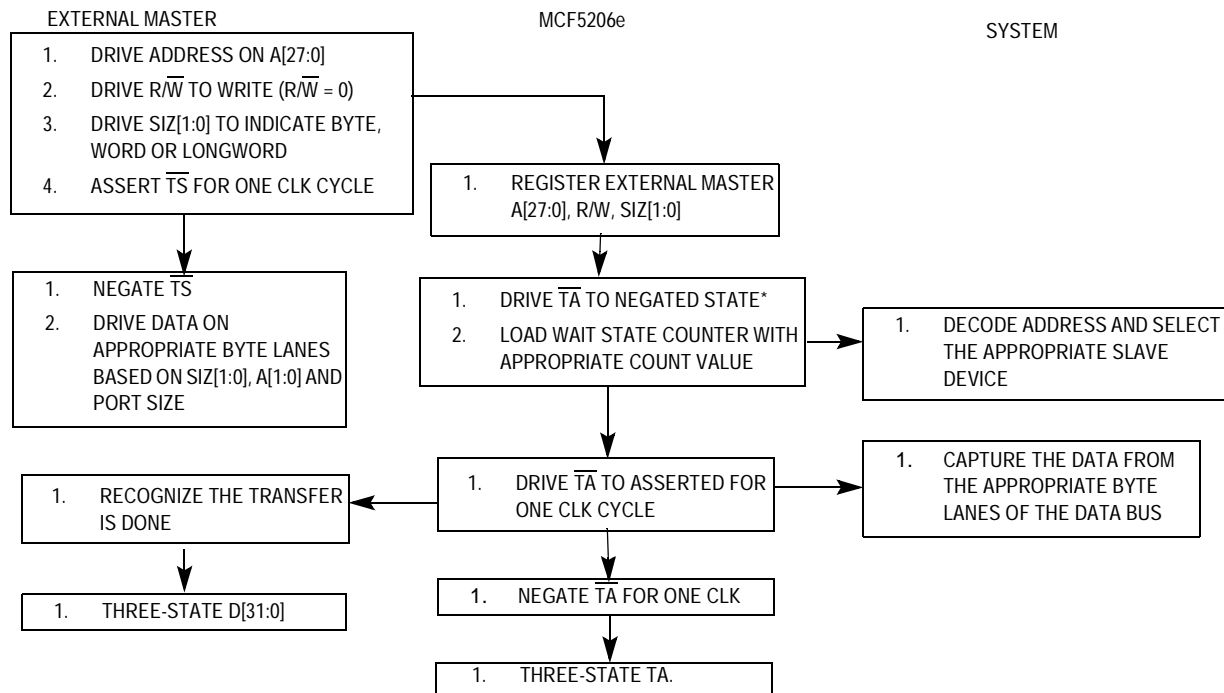 EXTERNAL MASTER
MCF5206e
SYSTEM
1. DRIVE ADDRESS ON A[27:0]
2. DRIVE R/W̅ TO WRITE (R/W̅ = 0)
3. DRIVE SIZ[1:0] TO INDICATE BYTE,
WORD OR LONGWORD
4. ASSERT T̅S̅ FOR ONE CLK CYCLE
1. REGISTER EXTERNAL MASTER
A[27:0], R/W, SIZ[1:0]
1. NEGATE T̅S̅
2. DRIVE DATA ON
APPROPRIATE BYTE LANES
BASED ON SIZ[1:0], A[1:0] AND
PORT SIZE
1. DRIVE T̅A̅ TO NEGATED STATE*
2. LOAD WAIT STATE COUNTER WITH
APPROPRIATE COUNT VALUE
1. DECODE ADDRESS AND SELECT
THE APPROPRIATE SLAVE
DEVICE
1. RECOGNIZE THE TRANSFER
IS DONE
1. DRIVE T̅A̅ TO ASSERTED FOR
ONE CLK CYCLE
1. CAPTURE THE DATA FROM
THE APPROPRIATE BYTE
LANES OF THE DATA BUS
1. THREE-STATE D[31:0]
1. NEGATE T̅A̅ FOR ONE CLK
1. THREE-STATE TA.